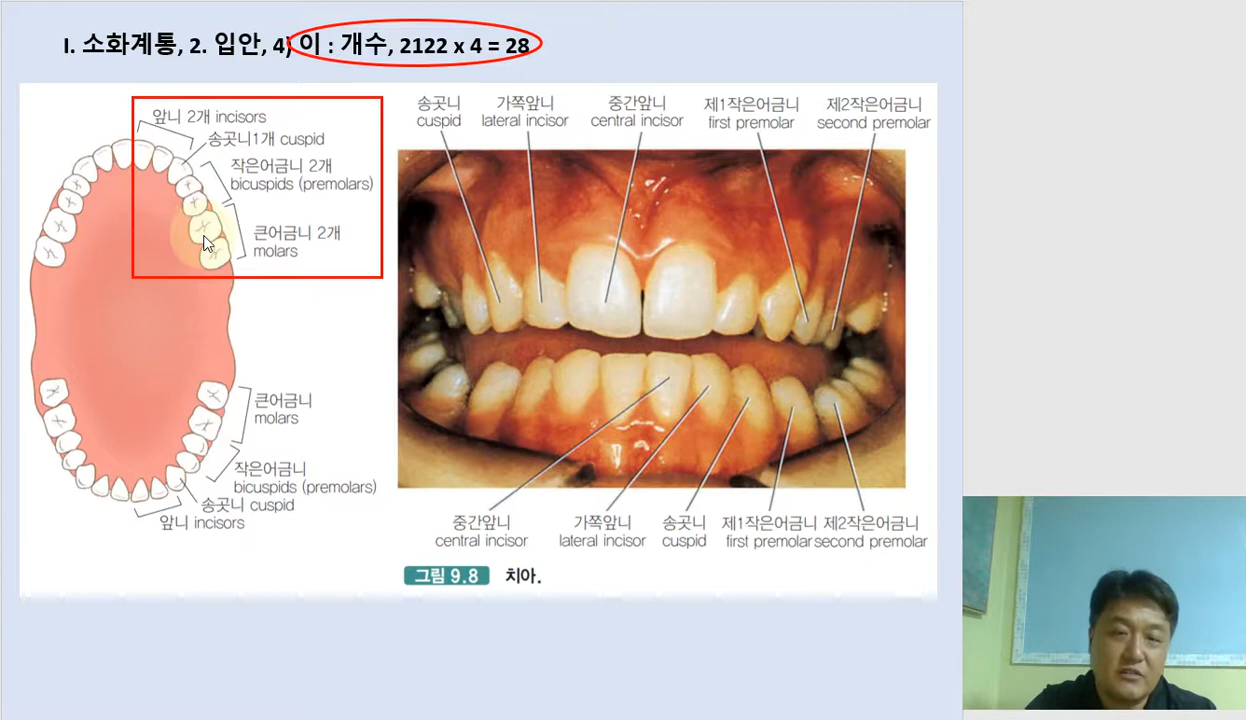 I. 소화계통, 2. 입안, 4) 이 : 개수, 2122 x 4 = 28
앞니 2개 incisors
송곳니1개 cuspid
작은어금니 2개
bicuspids (premolars)
큰어금니 2개
molars
큰어금니
molars
작은어금니
bicuspids (premolars)
송곳니 cuspid
앞니 incisors
송곳니
cuspid
가쪽앞니
lateral incisor
중간앞니
central incisor
제1작은어금니
first premolar
제2작은어금니
second premolar
중간앞니
central incisor
가쪽앞니
lateral incisor
송곳니
cuspid
제1작은어금니
first premolar
제2작은어금니
second premolar
그림 9.8 치아.